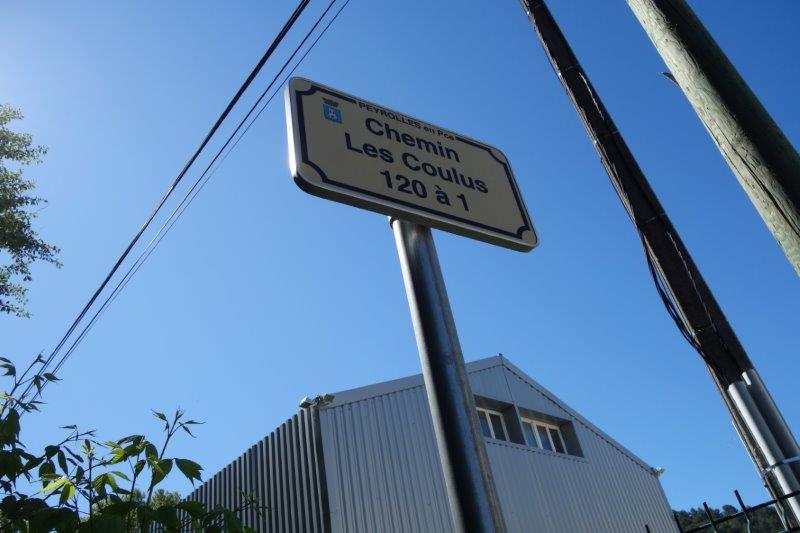 PEYROLLES en Pce
Chemin
Les Coulus
120 à 1